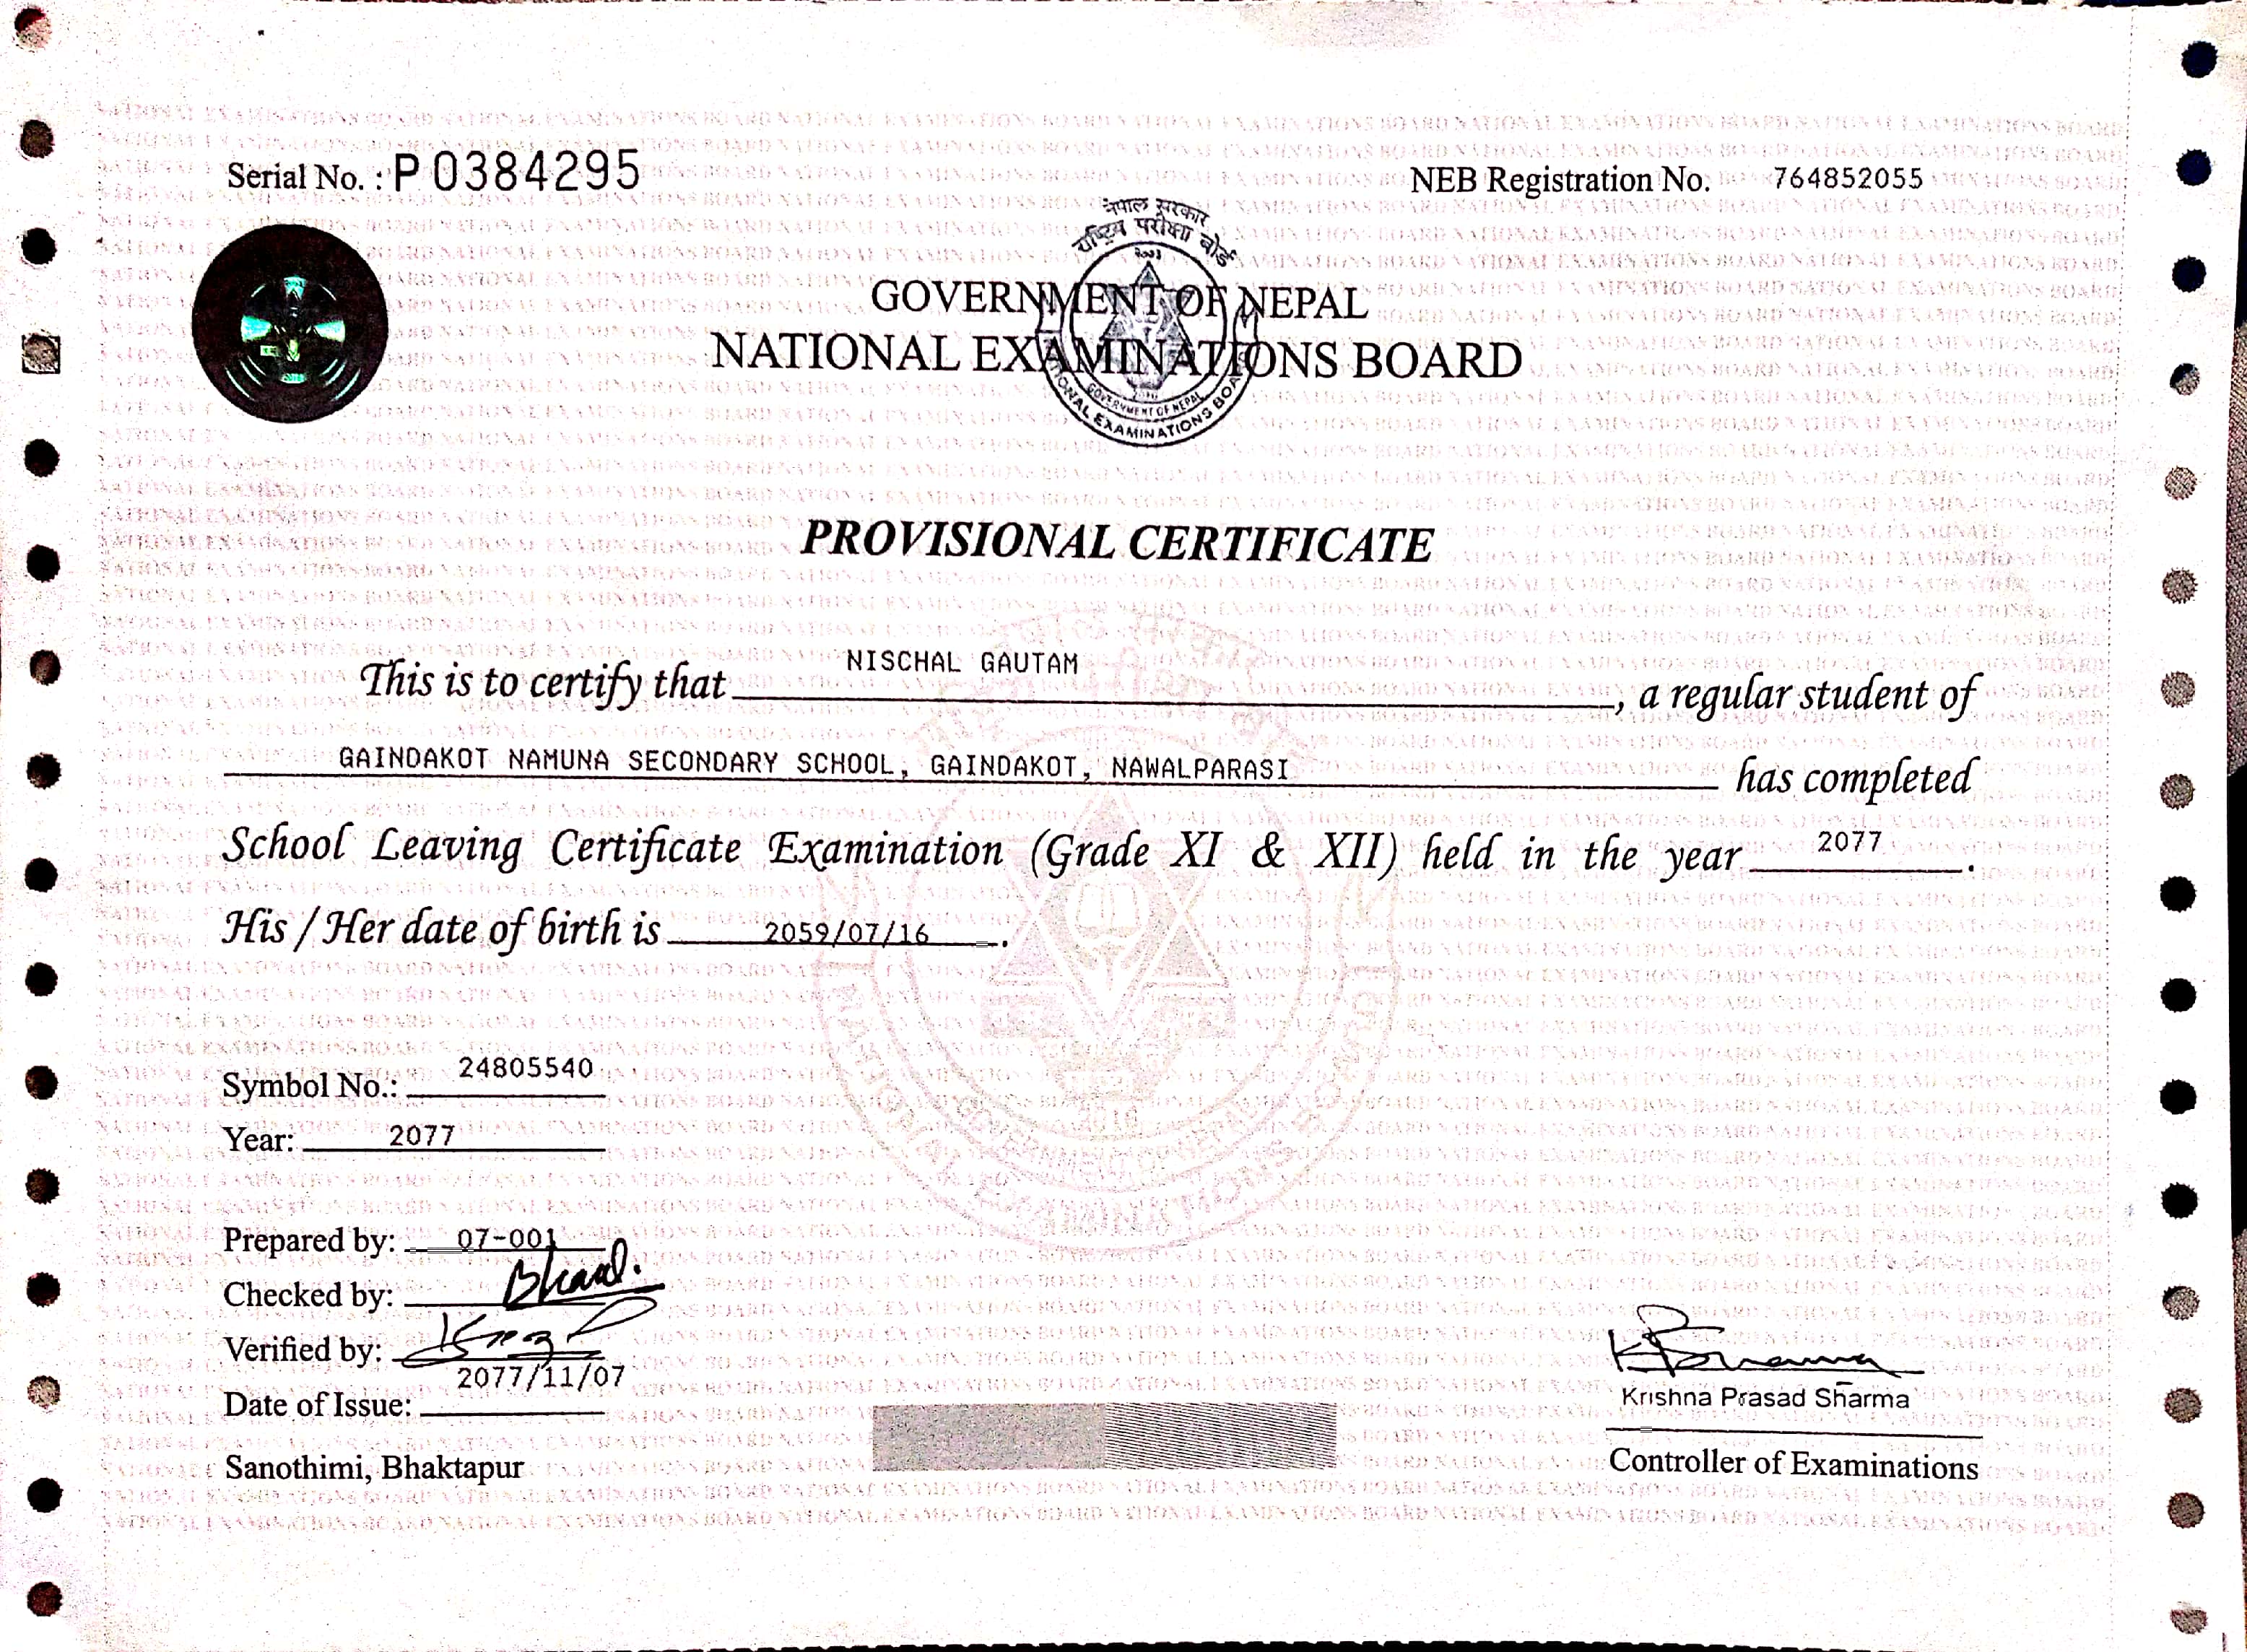 Serial No. : P 0384295
NEB Registration No. 764852055
नेपाल सरकार
राष्ट्रिय परीक्षा बोर्ड
२०७३
GOVERNMENT OF NEPAL
NATIONAL EXAMINATIONS BOARD
GOVERNMENT OF NEPAL
NATIONAL EXAMINATIONS BOARD
PROVISIONAL CERTIFICATE
This is to certify that NISCHAL GAUTAM, a regular student of
GAINDAKOT NAMUNA SECONDARY SCHOOL, GAINDAKOT, NAWALPARASI has completed
School Leaving Certificate Examination (Grade XI & XII) held in the year 2077.
His / Her date of birth is 2059/07/16.
Symbol No.: 24805540
Year: 2077
Prepared by: 07-001
Checked by:
Verified by:
Date of Issue: 2077/11/07
Sanothimi, Bhaktapur
Krishna Prasad Sharma
Controller of Examinations